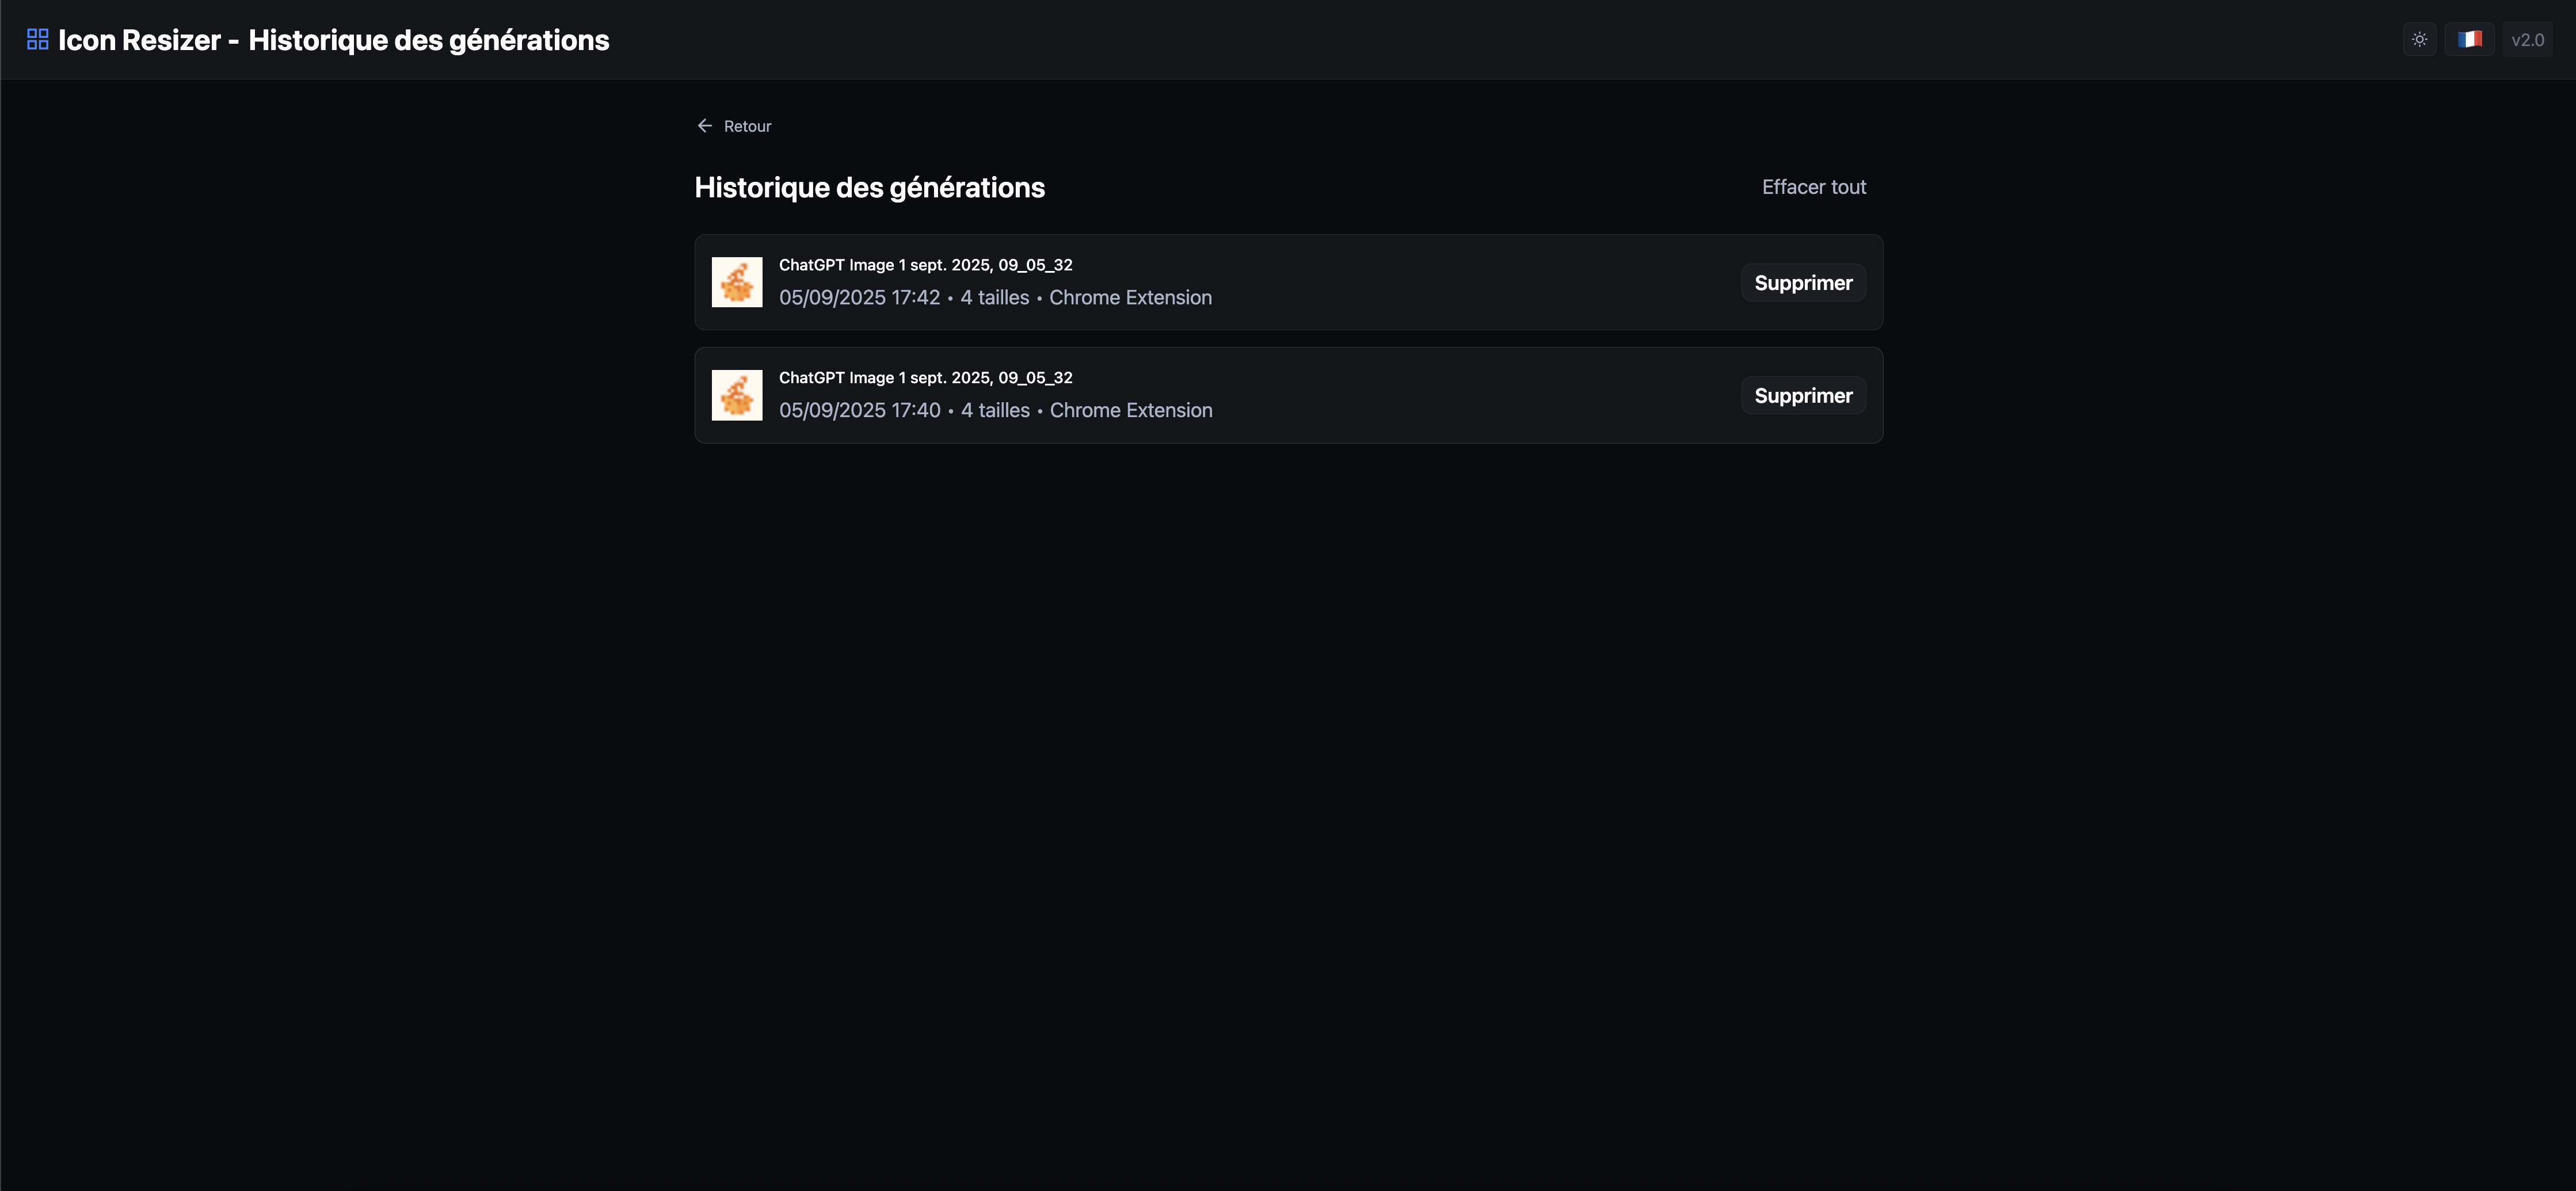 Icon Resizer - Historique des générations
v2.0
Retour
Historique des générations
Effacer tout
ChatGPT Image 1 sept. 2025, 09_05_32
05/09/2025 17:42 • 4 tailles • Chrome Extension
Supprimer
ChatGPT Image 1 sept. 2025, 09_05_32
05/09/2025 17:40 • 4 tailles • Chrome Extension
Supprimer